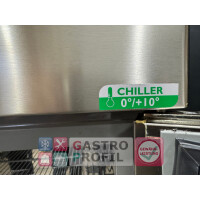 CHILLER
0°/+10°
GASTRO
PROFIL